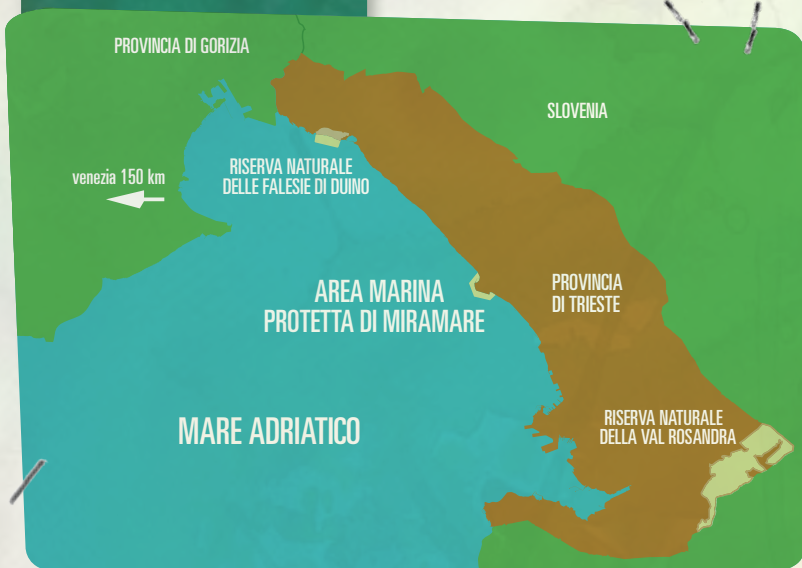 PROVINCIA DI GORIZIA
SLOVENIA
venezia 150 km
RISERVA NATURALE
DELLE FALESIE DI DUINO
AREA MARINA
PROTETTA DI MIRAMARE
PROVINCIA
DI TRIESTE
MARE ADRIATICO
RISERVA NATURALE
DELLA VAL ROSANDRA